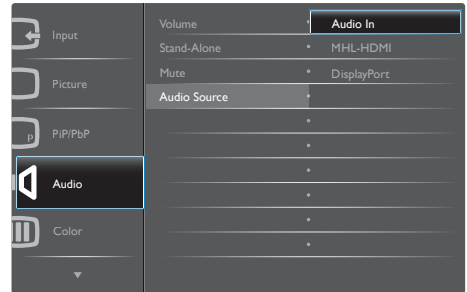 Input
Picture
P
PiP/PbP
Audio
Color
Volume
Stand-Alone
Mute
Audio Source
Audio In
MHL-HDMI
DisplayPort